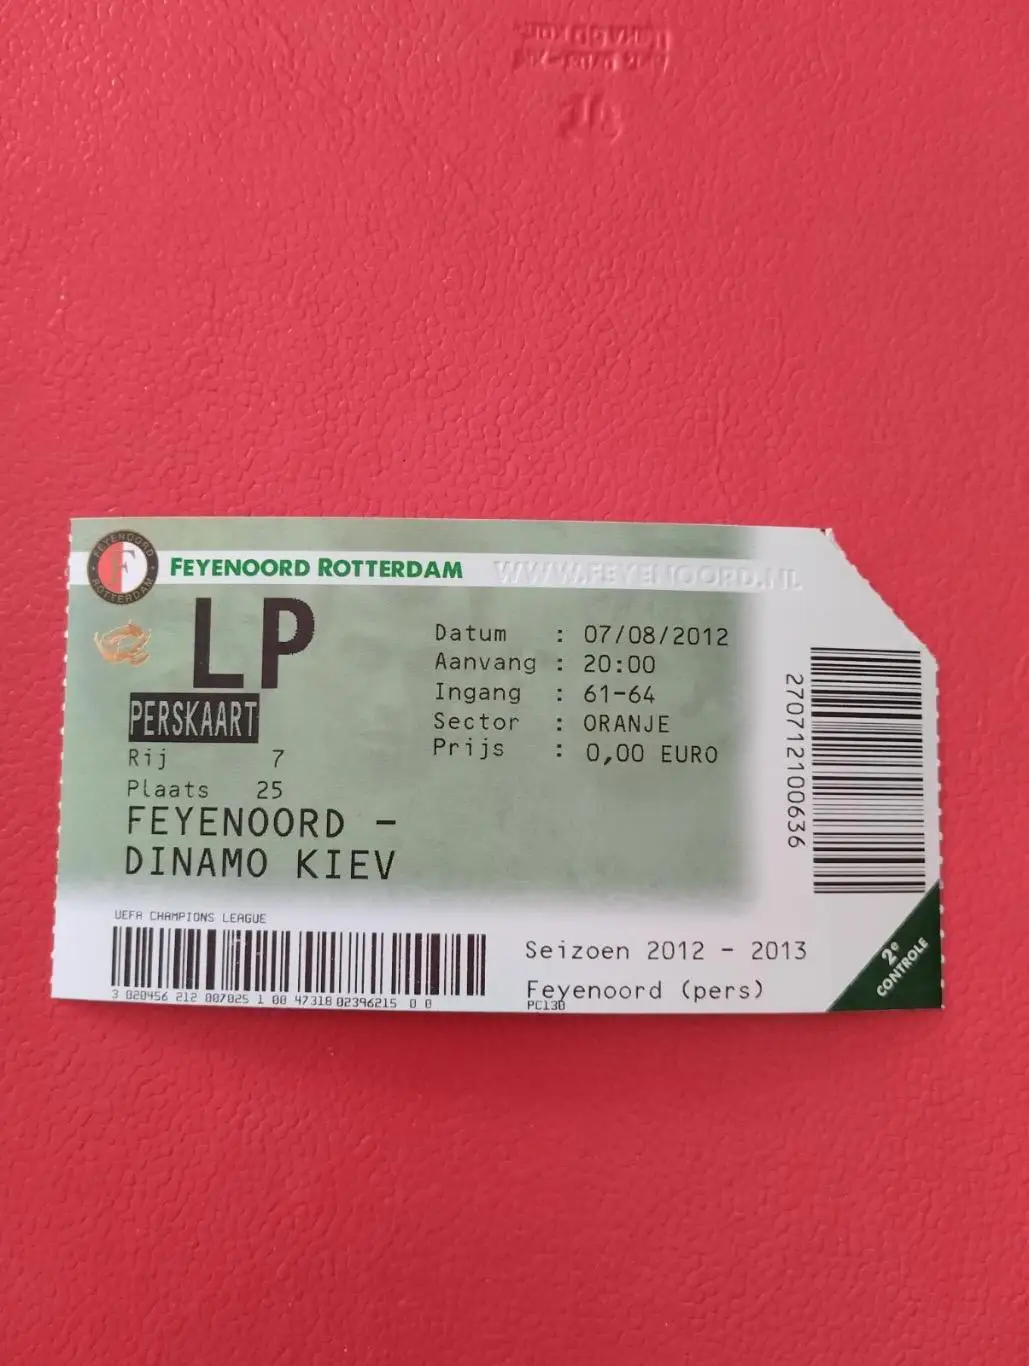 FEYENOORD
ROTTERDAM
F
FEYENOORD ROTTERDAM
WWW.FEYENOORD.NL
LP
PERSKAART
Rij 7
Plaats 25
FEYENOORD -
DINAMO KIEV
Datum : 07/08/2012
Aanvang : 20:00
Ingang : 61-64
Sector : ORANJE
Prijs : 0,00 EURO
270712100636
UEFA CHAMPIONS LEAGUE
3 020456 212 007025 1 00 47318 02396215 0 0
Seizoen 2012 - 2013
Feyenoord (pers)
PC130
2e
CONTROLE